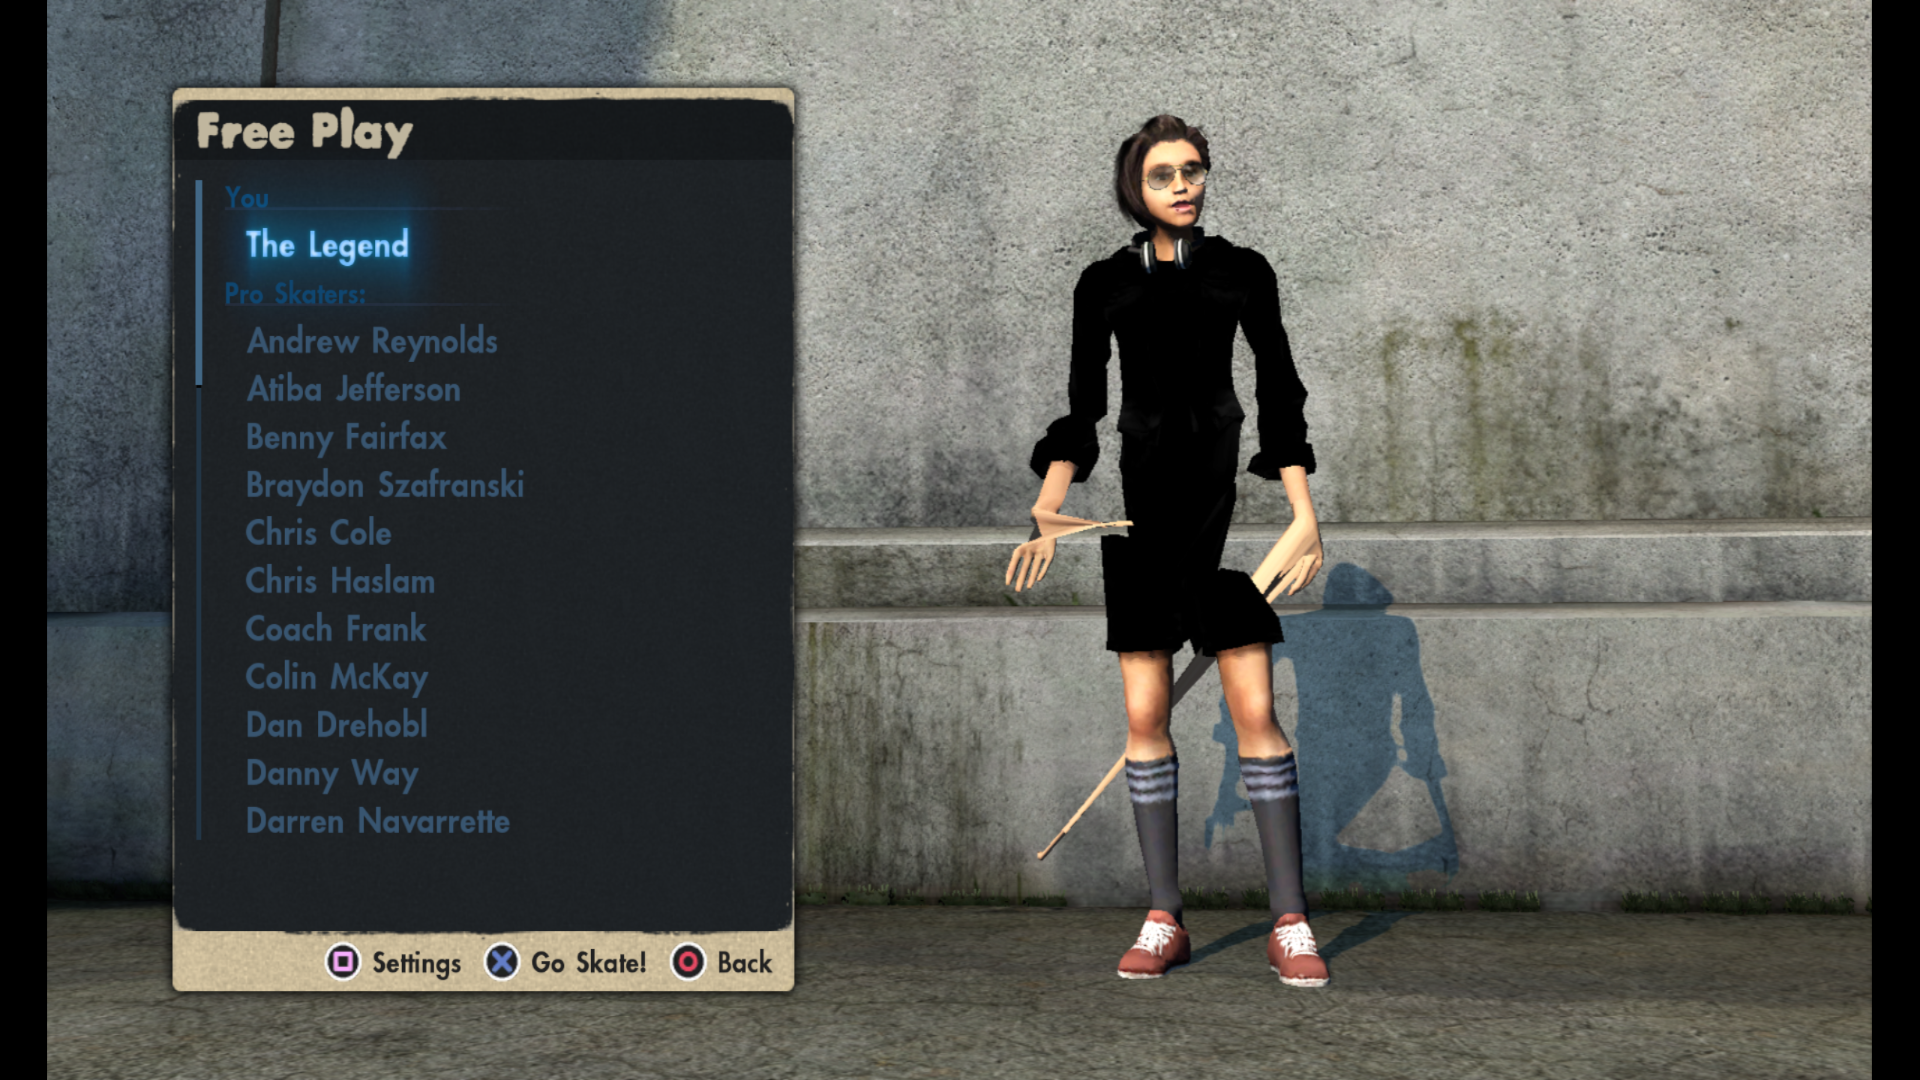 Free Play
You
The Legend
Pro Skaters:
Andrew Reynolds
Atiba Jefferson
Benny Fairfax
Braydon Szafranski
Chris Cole
Chris Haslam
Coach Frank
Colin McKay
Dan Drehobl
Danny Way
Darren Navarrette
Settings Go Skate! Back